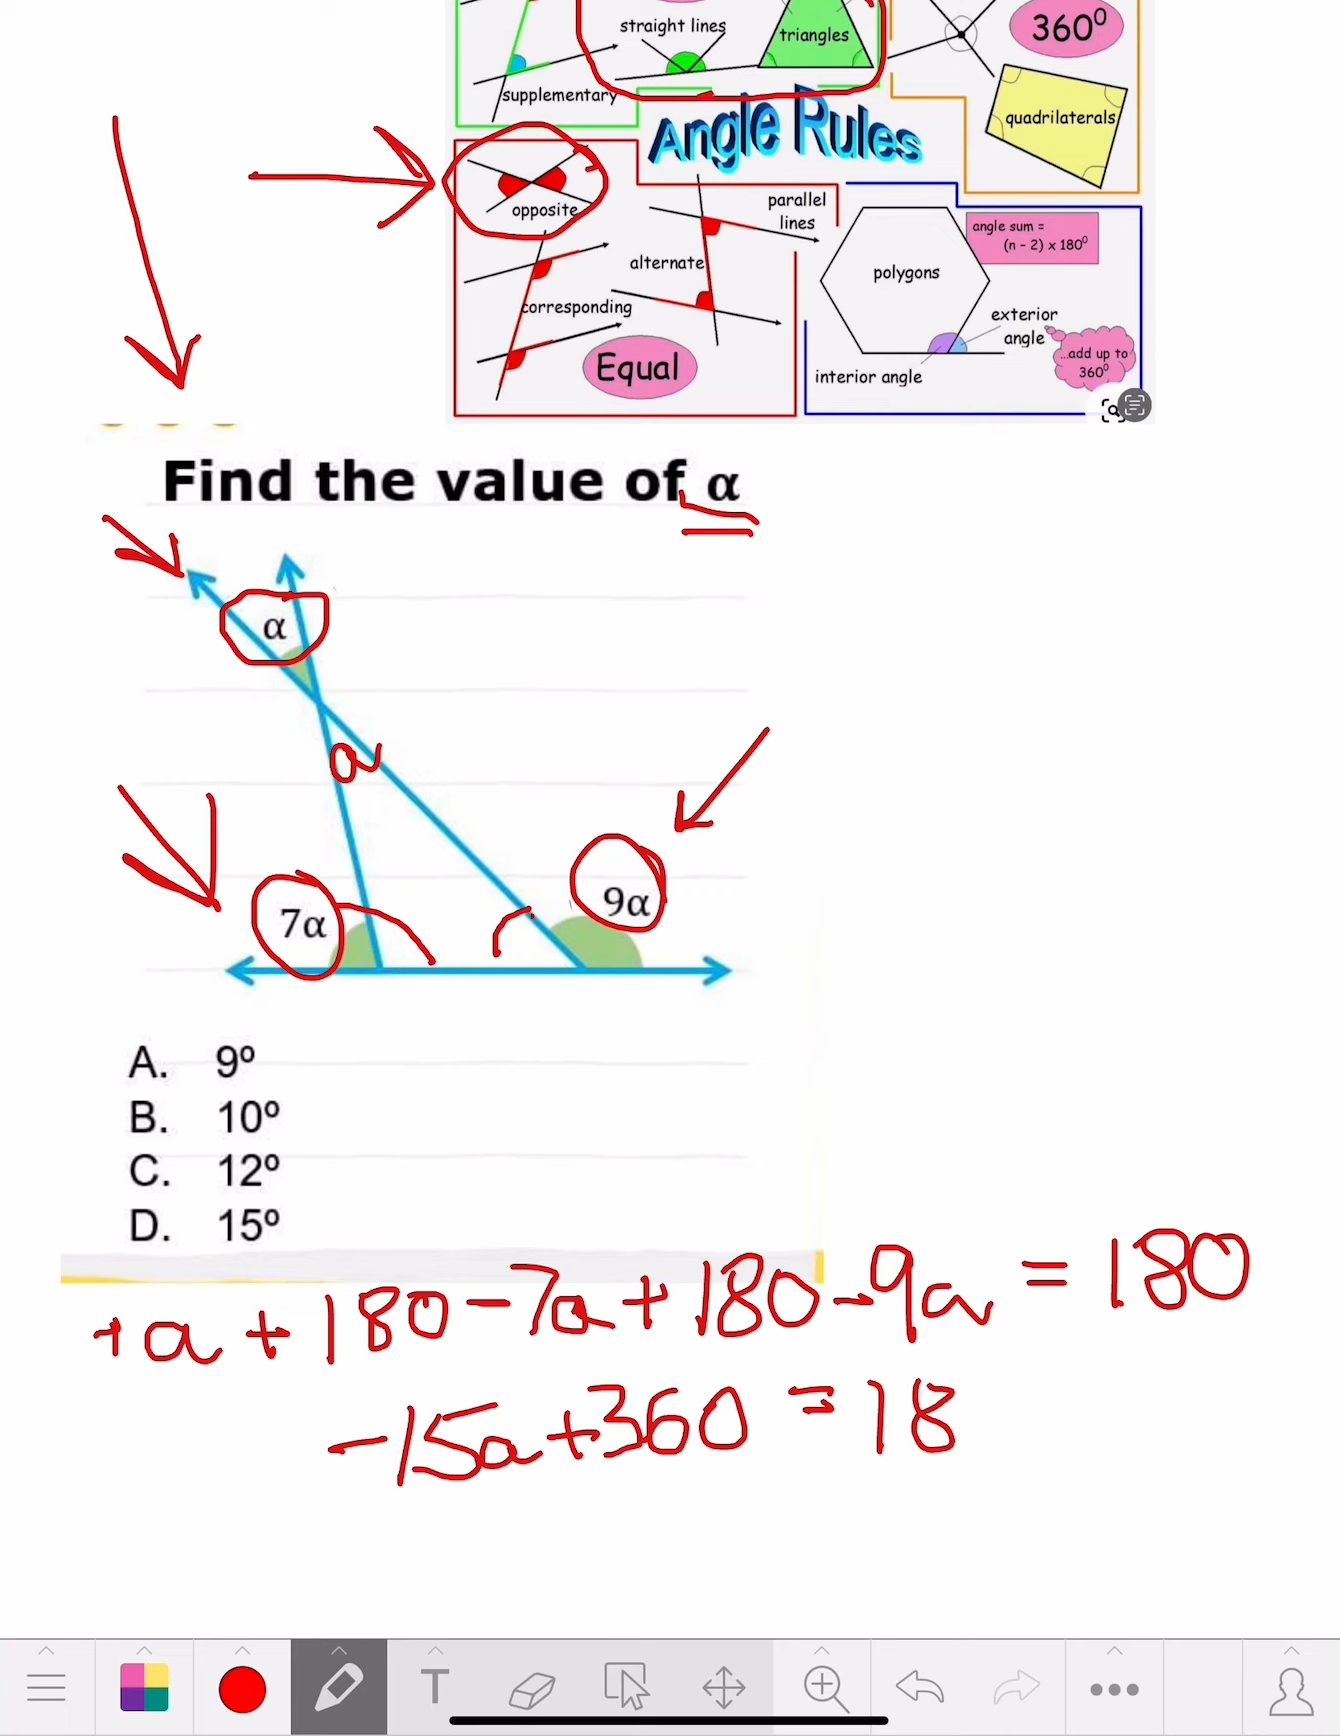 straight lines
triangles
360⁰
supplementary
quadrilaterals
Angle Rules
opposite
parallel
lines
alternate
corresponding
Equal
polygons
angle sum =
(n - 2) x 180⁰
exterior
angle
interior angle
...add up to
360⁰
Find the value of α
α
a
7α
9α
A. 9º
B. 10º
C. 12º
D. 15º
+a + 180 - 7a + 180 - 9a = 180
-15a + 360 = 18
T